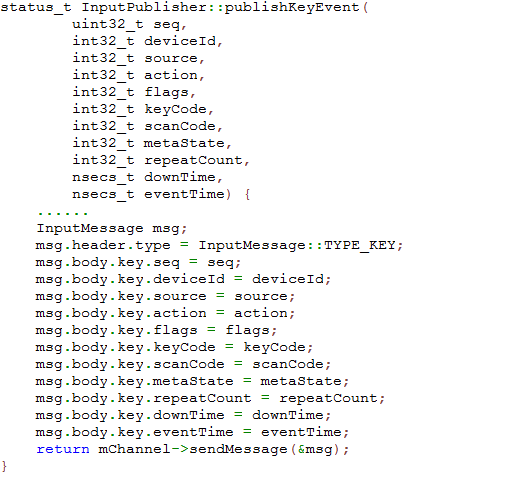 status_t InputPublisher::publishKeyEvent(
        uint32_t seq,
        int32_t deviceId,
        int32_t source,
        int32_t action,
        int32_t flags,
        int32_t keyCode,
        int32_t scanCode,
        int32_t metaState,
        int32_t repeatCount,
        nsecs_t downTime,
        nsecs_t eventTime) {
    ......
    InputMessage msg;
    msg.header.type = InputMessage::TYPE_KEY;
    msg.body.key.seq = seq;
    msg.body.key.deviceId = deviceId;
    msg.body.key.source = source;
    msg.body.key.action = action;
    msg.body.key.flags = flags;
    msg.body.key.keyCode = keyCode;
    msg.body.key.scanCode = scanCode;
    msg.body.key.metaState = metaState;
    msg.body.key.repeatCount = repeatCount;
    msg.body.key.downTime = downTime;
    msg.body.key.eventTime = eventTime;
    return mChannel->sendMessage(&msg);
}